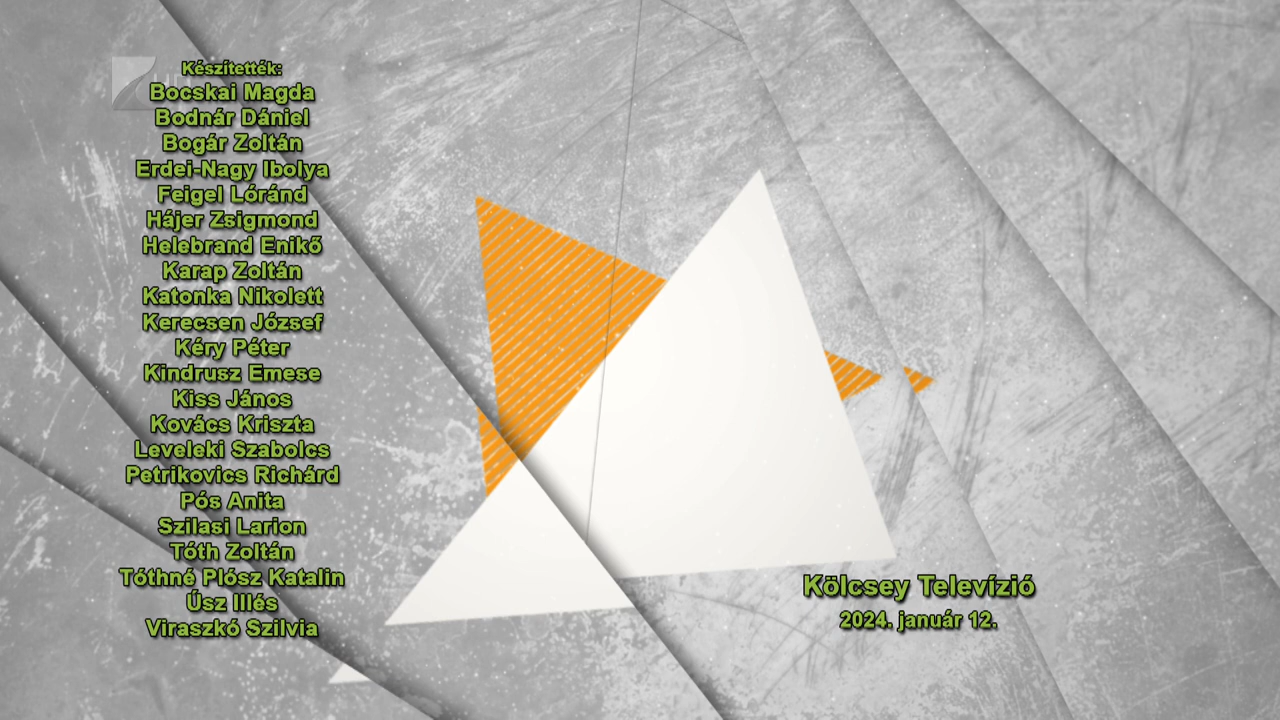 Készítették:
Bocskai Magda
Bodnár Dániel
Bogár Zoltán
Erdei-Nagy Ibolya
Feigel Lóránd
Hájer Zsigmond
Helebrand Enikő
Karap Zoltán
Katonka Nikolett
Kerecsen József
Kéry Péter
Kindrusz Emese
Kiss János
Kovács Kriszta
Leveleki Szabolcs
Petrikovics Richárd
Pós Anita
Szilasi Larion
Tóth Zoltán
Tóthné Plósz Katalin
Úsz Illés
Viraszkó Szilvia
Kölcsey Televízió
2024. január 12.